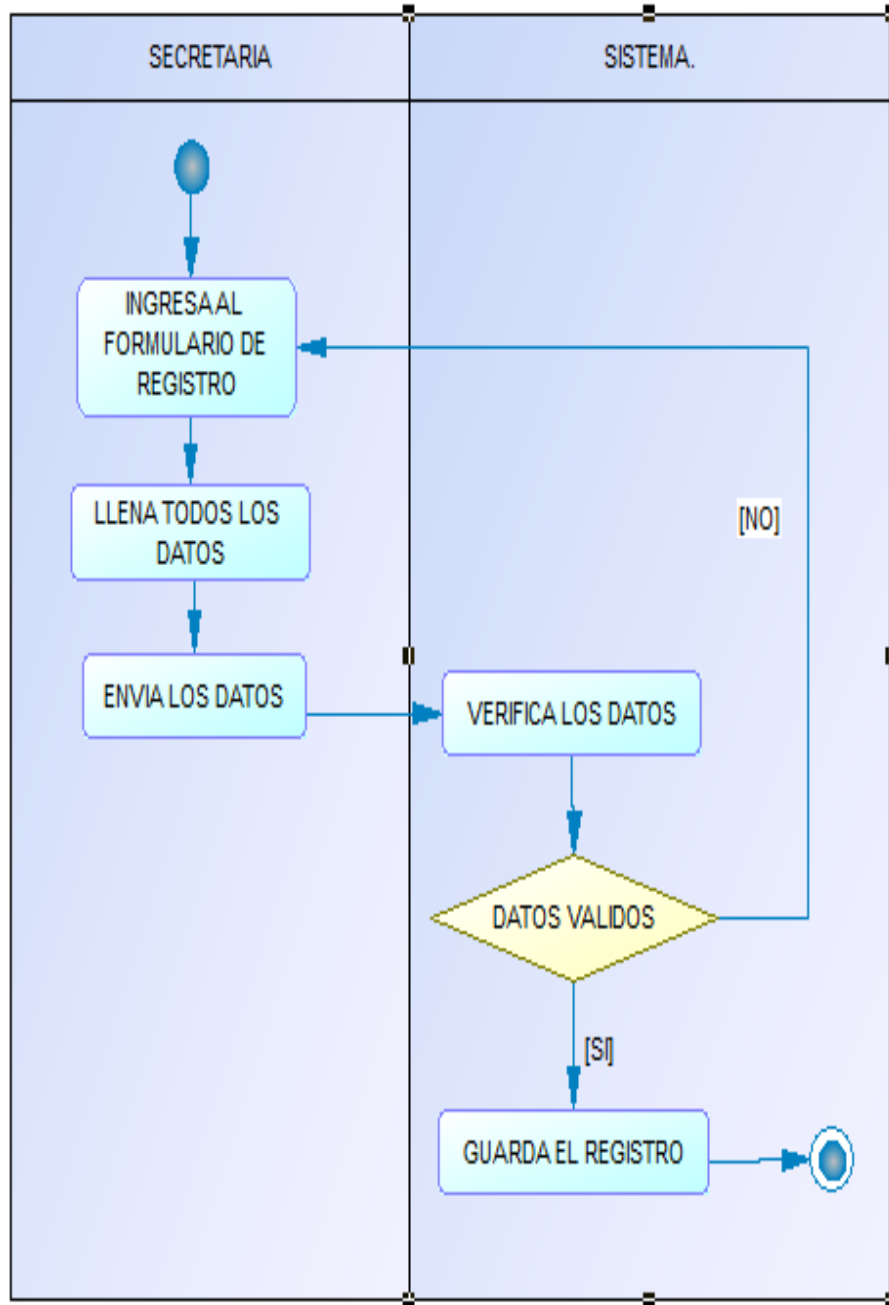 SECRETARIA
SISTEMA.
INGRESA AL
FORMULARIO DE
REGISTRO
LLENA TODOS LOS
DATOS
[NO]
ENVIA LOS DATOS
VERIFICA LOS DATOS
DATOS VALIDOS
[SI]
GUARDA EL REGISTRO